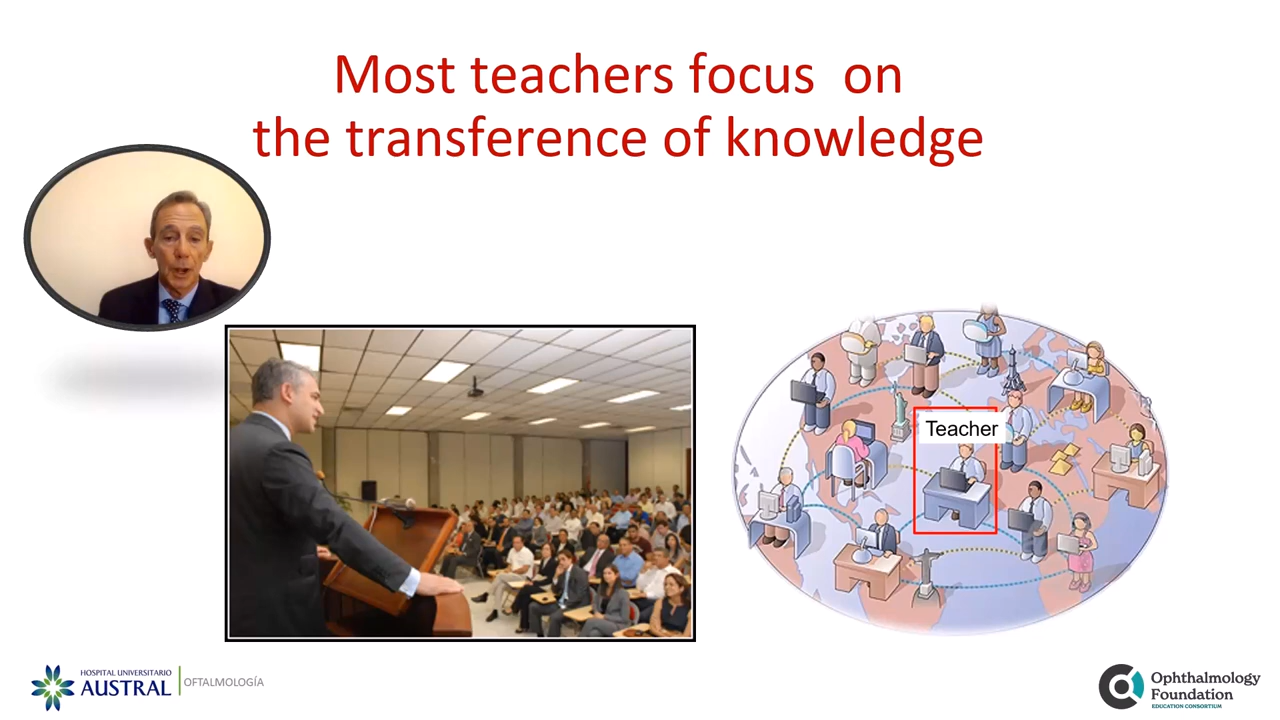 Most teachers focus  on
the transference of knowledge
Teacher
HOSPITAL UNIVERSITARIO
AUSTRAL
OFTALMOLOGÍA
Ophthalmology
Foundation
EDUCATION CONSORTIUM